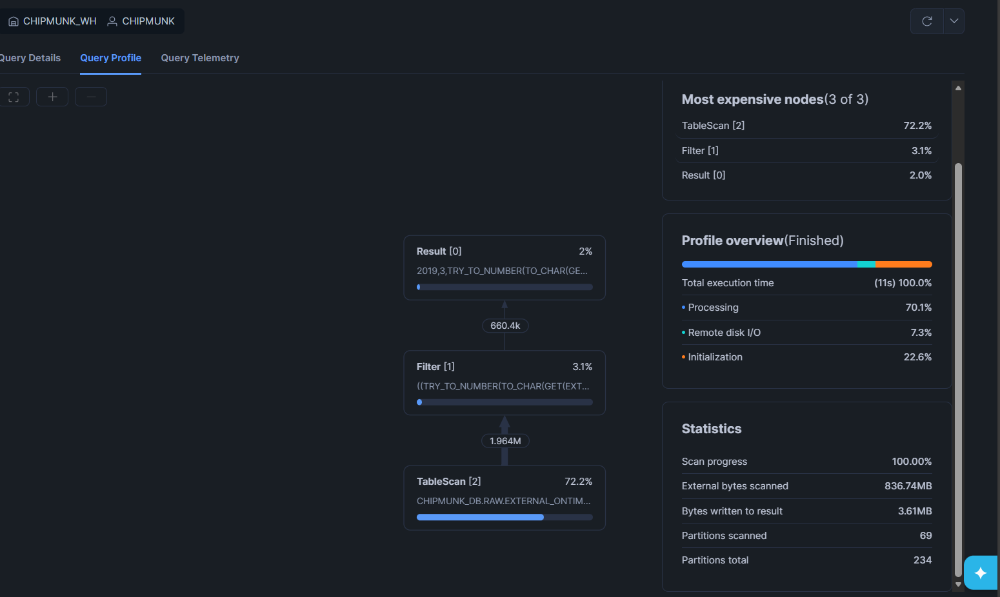 CHIPMUNK_WH CHIPMUNK
Query Details Query Profile Query Telemetry
Most expensive nodes(3 of 3)
TableScan [2] 72.2%
Filter [1] 3.1%
Result [0] 2.0%
Profile overview(Finished)
Total execution time (11s) 100.0%
Processing 70.1%
Remote disk I/O 7.3%
Initialization 22.6%
Statistics
Scan progress 100.00%
External bytes scanned 836.74MB
Bytes written to result 3.61MB
Partitions scanned 69
Partitions total 234
Result [0] 2%
2019,3,TRY_TO_NUMBER(TO_CHAR(GE...
660.4k
Filter [1] 3.1%
((TRY_TO_NUMBER(TO_CHAR(GET(EXT...
1.964M
TableScan [2] 72.2%
CHIPMUNK_DB.RAW.EXTERNAL_ONTIM...